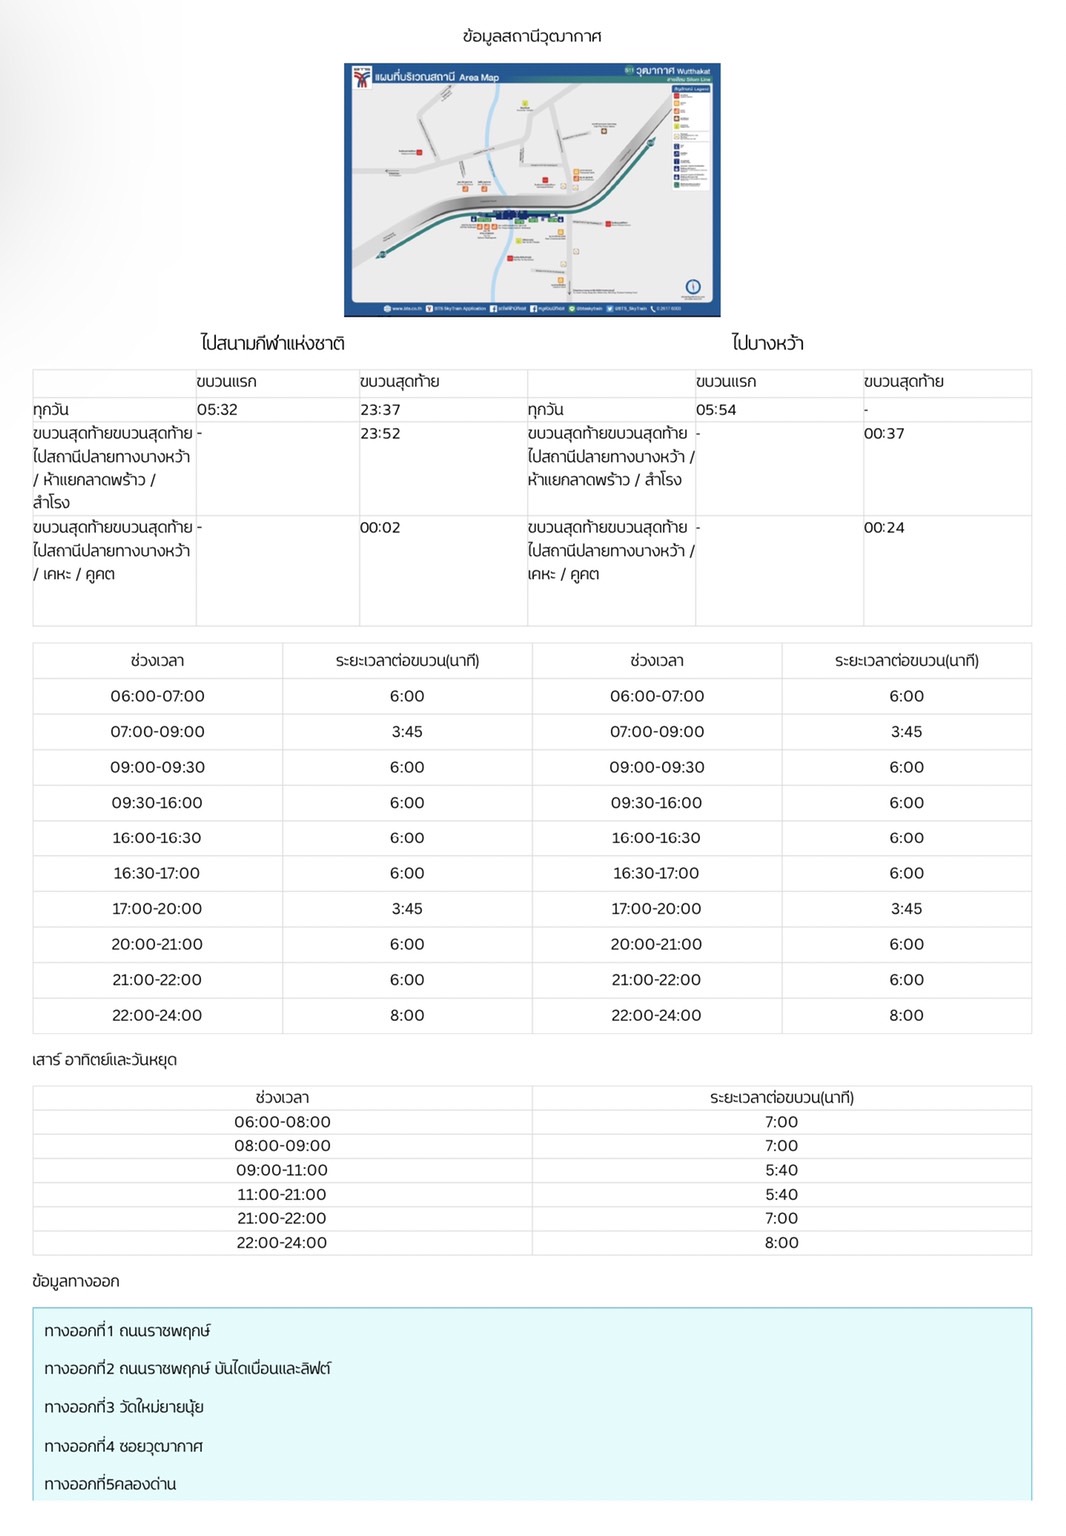 ข้อมูลสถานีวุฒากาศ
แผนที่บริเวณสถานี Area Map
วุฒากาศ Wutthakat
สายสีลม Silom Line
สัญลักษณ์ Legend
www.bts.co.th BTS SkyTrain Application @btsskytrain @BTS_SkyTrain
ไปสนามกีฬาแห่งชาติ ไปบางหว้า
ขบวนแรก ขบวนสุดท้าย ขบวนแรก ขบวนสุดท้าย
ทุกวัน 05:32 23:37 ทุกวัน 05:54 -
ขบวนสุดท้ายขบวนสุดท้าย - 23:52 ขบวนสุดท้ายขบวนสุดท้าย - 00:37
ไปสถานีปลายทางบางหว้า ไปสถานีปลายทางบางหว้า /
/ ห้าแยกลาดพร้าว / ห้าแยกลาดพร้าว / สำโรง
สำโรง
ขบวนสุดท้ายขบวนสุดท้าย - 00:02 ขบวนสุดท้ายขบวนสุดท้าย - 00:24
ไปสถานีปลายทางบางหว้า ไปสถานีปลายทางบางหว้า /
/ เคหะ / คูคต เคหะ / คูคต
ช่วงเวลา ระยะเวลาต่อขบวน(นาที) ช่วงเวลา ระยะเวลาต่อขบวน(นาที)
06:00-07:00 6:00 06:00-07:00 6:00
07:00-09:00 3:45 07:00-09:00 3:45
09:00-09:30 6:00 09:00-09:30 6:00
09:30-16:00 6:00 09:30-16:00 6:00
16:00-16:30 6:00 16:00-16:30 6:00
16:30-17:00 6:00 16:30-17:00 6:00
17:00-20:00 3:45 17:00-20:00 3:45
20:00-21:00 6:00 20:00-21:00 6:00
21:00-22:00 6:00 21:00-22:00 6:00
22:00-24:00 8:00 22:00-24:00 8:00
เสาร์ อาทิตย์และวันหยุด
ช่วงเวลา ระยะเวลาต่อขบวน(นาที)
06:00-08:00 7:00
08:00-09:00 7:00
09:00-11:00 5:40
11:00-21:00 5:40
21:00-22:00 7:00
22:00-24:00 8:00
ข้อมูลทางออก
ทางออกที่1 ถนนราชพฤกษ์
ทางออกที่2 ถนนราชพฤกษ์ บันไดเบื่อนและลิฟต์
ทางออกที่3 วัดใหม่ยายนุ้ย
ทางออกที่4 ซอยวุฒากาศ
ทางออกที่5คลองด่าน